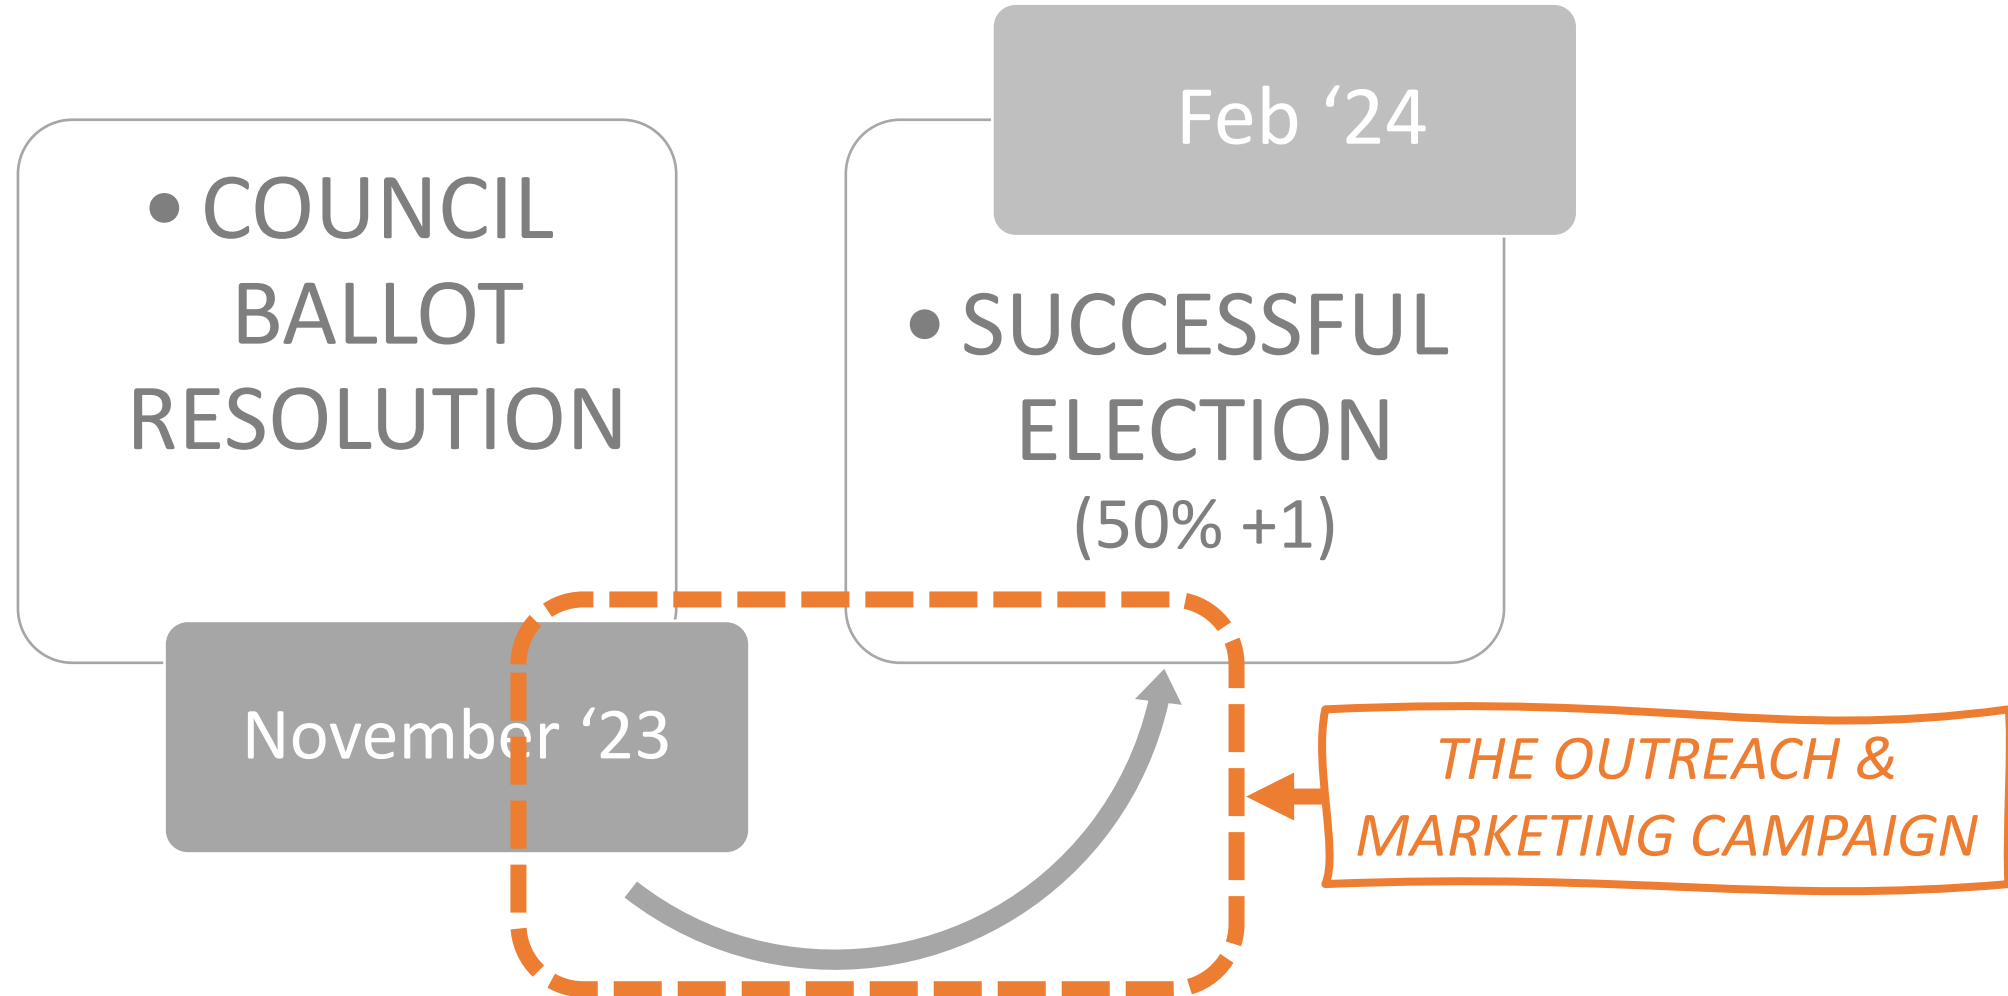 • COUNCIL
BALLOT
RESOLUTION
November ‘23
Feb ‘24
• SUCCESSFUL
ELECTION
(50% +1)
THE OUTREACH &
MARKETING CAMPAIGN